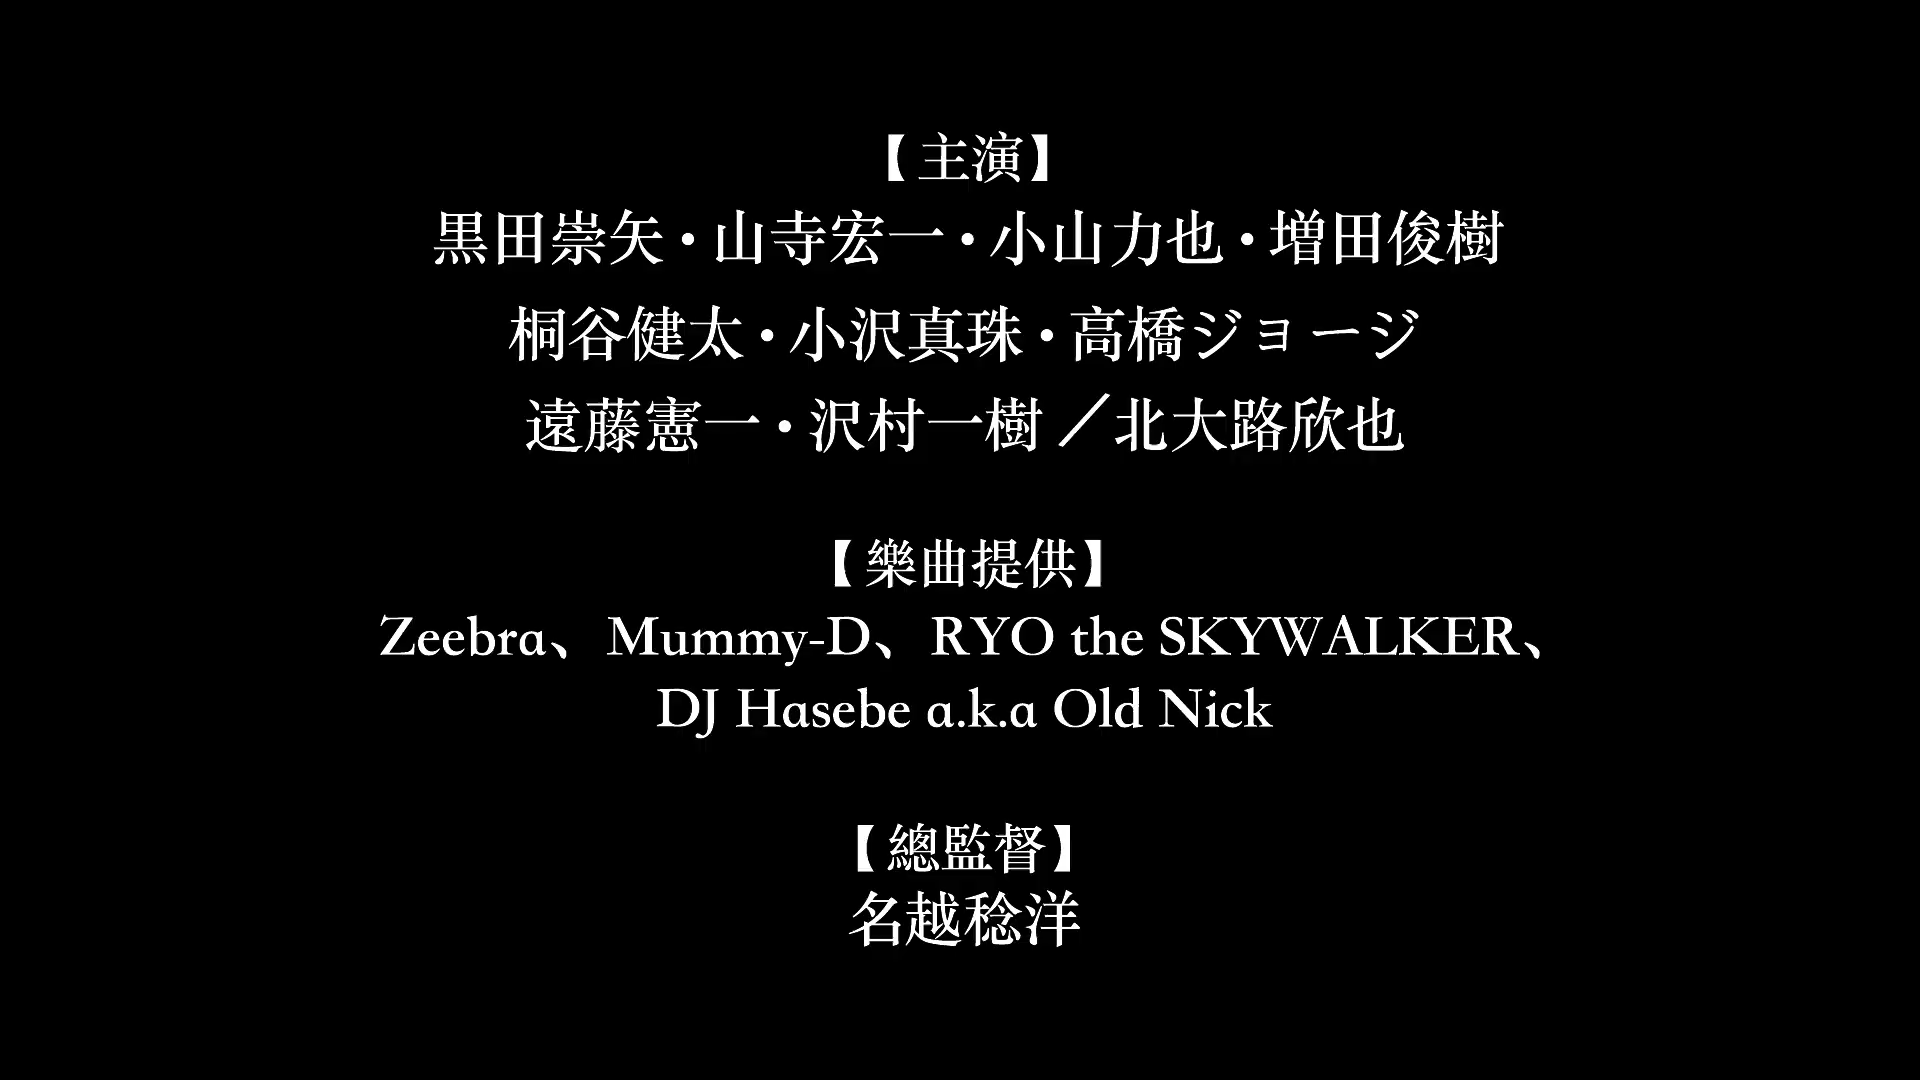 【主演】
黒田崇矢・山寺宏一・小山力也・増田俊樹
桐谷健太・小沢真珠・高橋ジョージ
遠藤憲一・沢村一樹／北大路欣也
【樂曲提供】
Zeebra、Mummy-D、RYO the SKYWALKER、
DJ Hasebe a.k.a Old Nick
【總監督】
名越稔洋